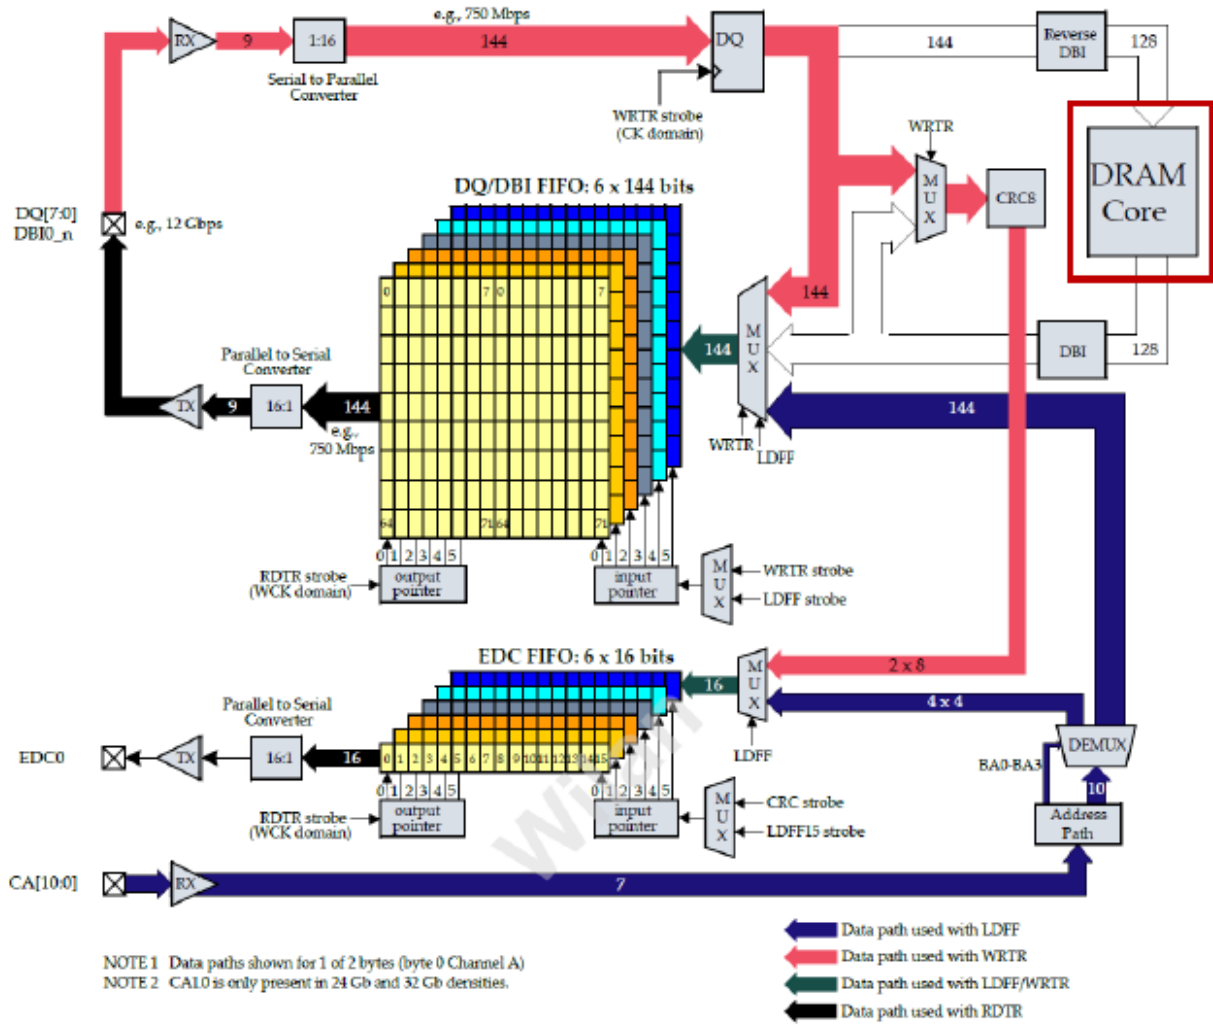 e.g., 750 Mbps
RX
9
1:16
144
DQ
144
Reverse
DBI
128
Serial to Parallel
Converter
WRTR strobe
(CK domain)
WRTR
DRAM
Core
MUX
CRC8
DQ/DBI FIFO: 6 x 144 bits
DQ[7:0]
DBI0_n
e.g., 12 Gbps
0
7 0
7
144
MUX
144
DBI
128
Parallel to Serial
Converter
TX
9
16:1
144
144
e.g.,
750 Mbps
WRTR
LDFF
64
71 64
71
0 1 2 3 4 5
0 1 2 3 4 5
RDTR strobe
(WCK domain)
output
pointer
input
pointer
MUX
WRTR strobe
LDFF strobe
EDC FIFO: 6 x 16 bits
MUX
2 x 8
16
4 x 4
Parallel to Serial
Converter
EDC0
TX
16:1
16
0 1 2 3 4 5 6 7 8 9 10 11 12 13 14 15
LDFF
DEMUX
BA0-BA3
10
0 1 2 3 4 5
0 1 2 3 4 5
RDTR strobe
(WCK domain)
output
pointer
input
pointer
MUX
CRC strobe
LDFF15 strobe
Address
Path
CA[10:0]
RX
7
Data path used with LDFF
NOTE 1 Data paths shown for 1 of 2 bytes (byte 0 Channel A)
Data path used with WRTR
NOTE 2 CA10 is only present in 24 Gb and 32 Gb densities.
Data path used with LDFF/WRTR
Data path used with RDTR